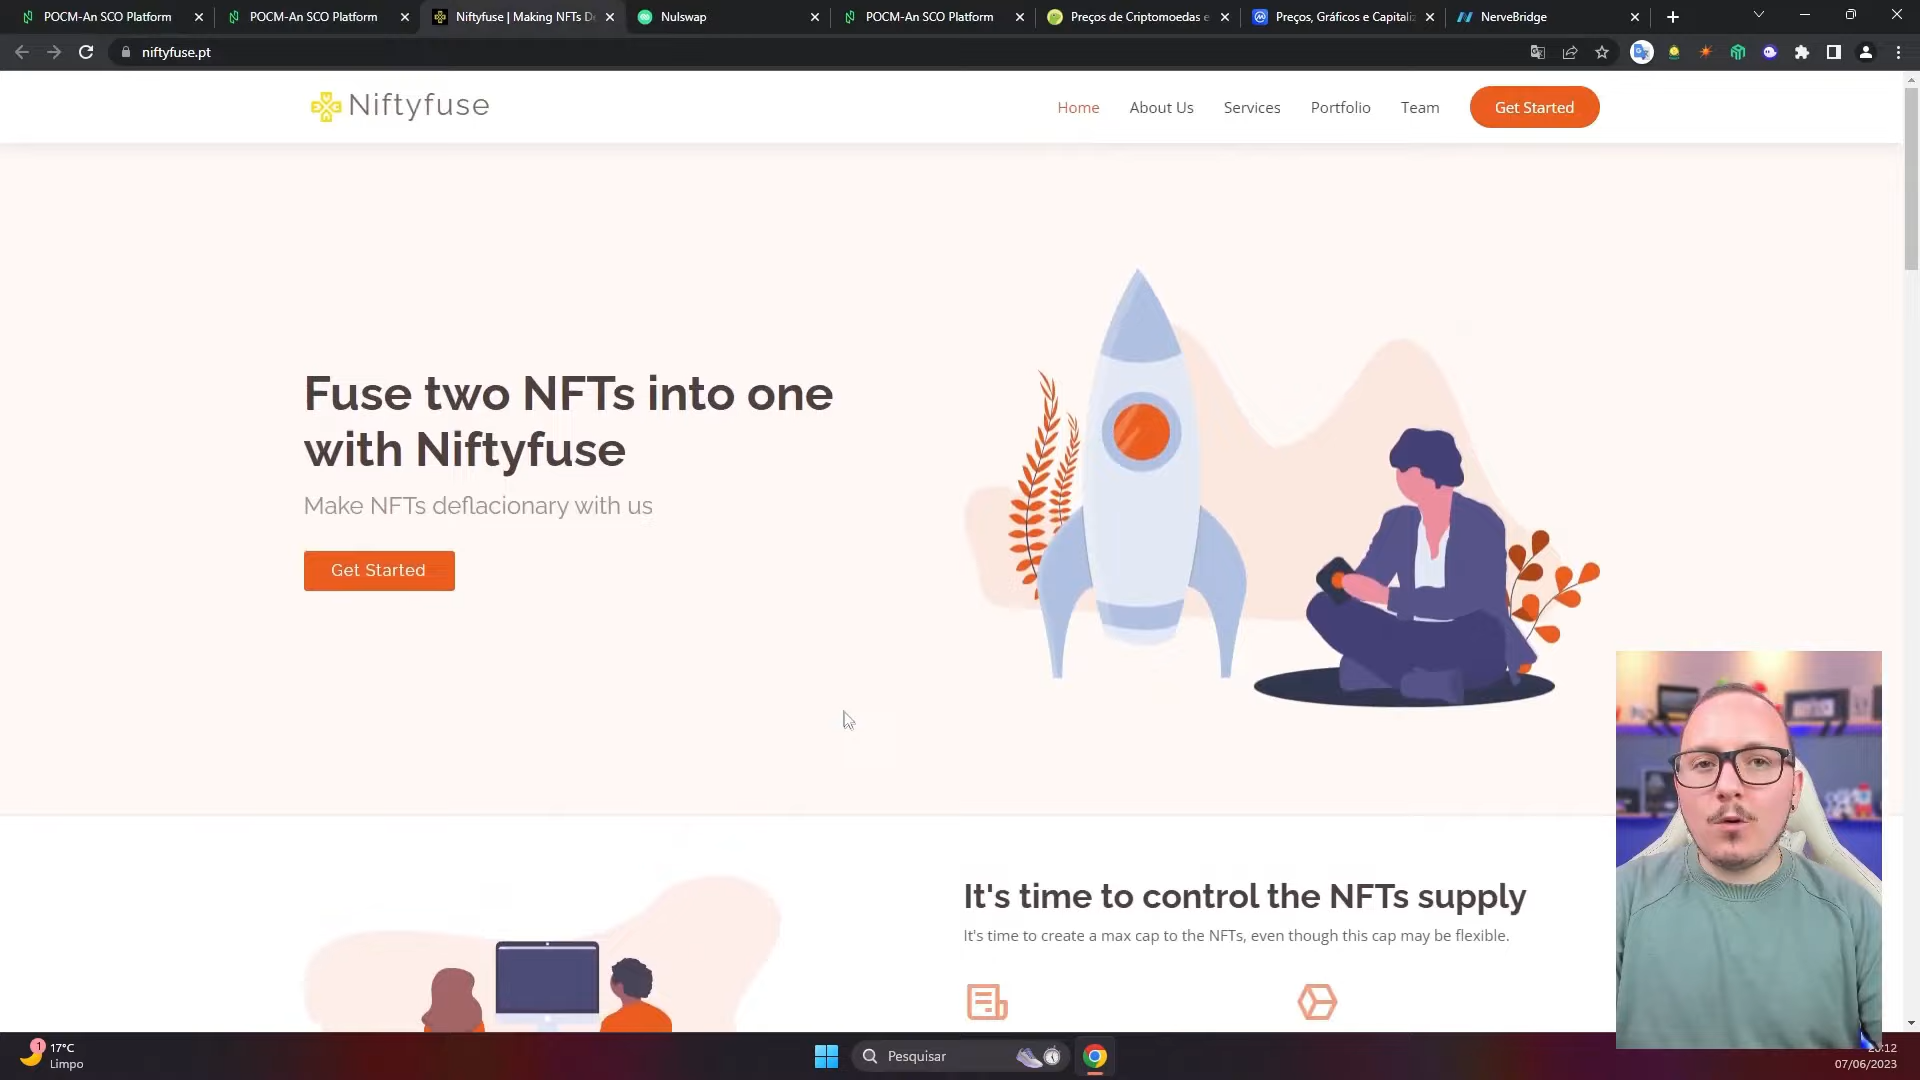 POCM-An SCO Platform
POCM-An SCO Platform
Niftyfuse | Making NFTs De
Nulswap
POCM-An SCO Platform
Preços de Criptomoedas e
Preços, Gráficos e Capitaliz
NerveBridge
niftyfuse.pt
Niftyfuse
Home
About Us
Services
Portfolio
Team
Get Started
Fuse two NFTs into one
with Niftyfuse
Make NFTs deflacionary with us
Get Started
It's time to control the NFTs supply
It's time to create a max cap to the NFTs, even though this cap may be flexible.
1
17°C
Limpo
Pesquisar
07/06/2023